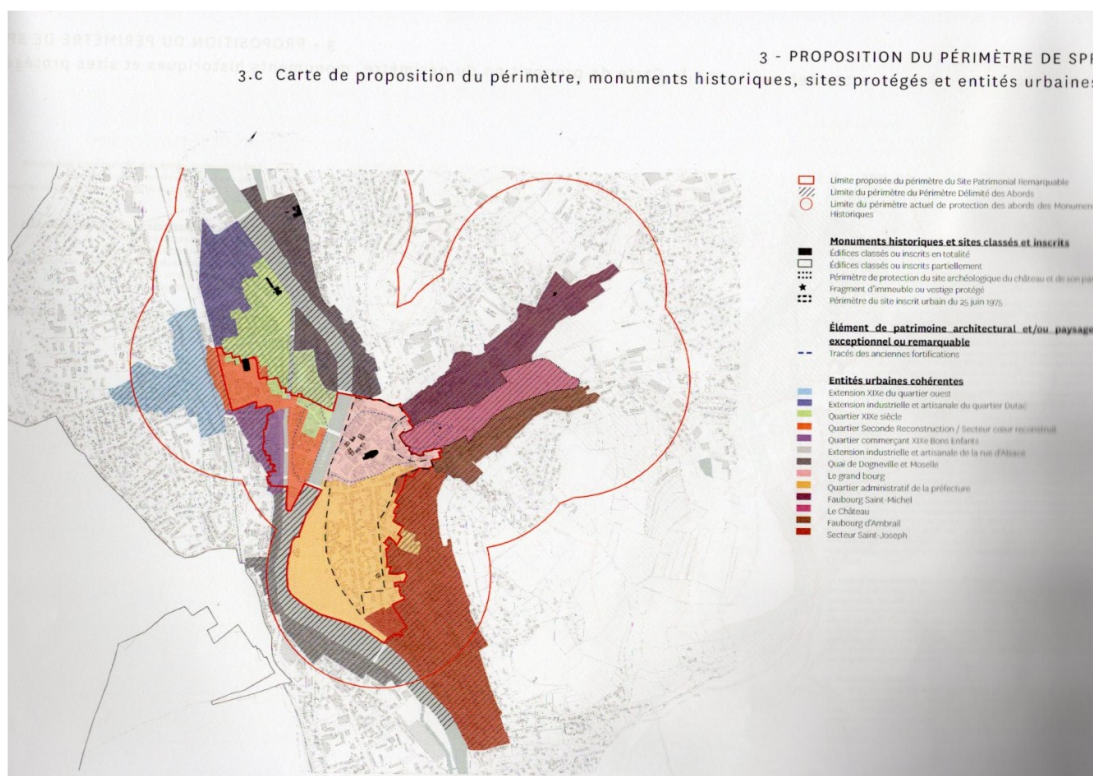 3 - PROPOSITION DU PÉRIMÈTRE DE SP
3.c Carte de proposition du périmètre, monuments historiques, sites protégés et entités urbaines
Limite proposée du périmètre du Site Patrimonial Remarquable
Limite du périmètre du Périmètre Délimité des Abords
Limite du périmètre actuel de protection des abords des Monumen
Historiques
Monuments historiques et sites classés et inscrits
Édifices classés ou inscrits en totalité
Édifices classés ou inscrits partiellement
Périmètre de protection du site archéologique du château et de son par
Fragment d'immeuble ou vestige protégé
Périmètre du site inscrit urbain du 25 juin 1975
Élément de patrimoine architectural et/ou paysage
exceptionnel ou remarquable
Tracés des anciennes fortifications
Entités urbaines cohérentes
Extension XIXe du quartier ouest
Extension industrielle et artisanale du quartier Dutac
Quartier XIXe siècle
Quartier Seconde Reconstruction / Secteur cœur reconstruit
Quartier commerçant XIXe Bons Enfants
Extension industrielle et artisanale de la rue d'Alsace
Quai de Dogneville et Moselle
Le grand bourg
Quartier administratif de la préfecture
Faubourg Saint-Michel
Le Château
Faubourg d'Ambrail
Secteur Saint-Joseph